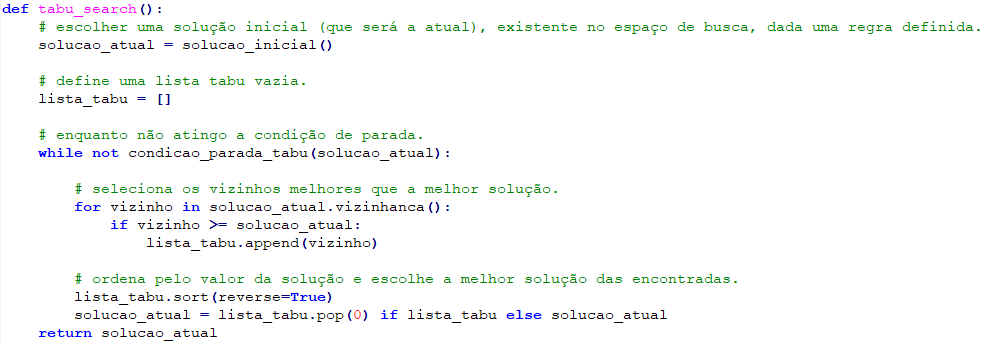 def tabu_search():
    # escolher uma solução inicial (que será a atual), existente no espaço de busca, dada uma regra definida.
    solucao_atual = solucao_inicial()

    # define uma lista tabu vazia.
    lista_tabu = []

    # enquanto não atingo a condição de parada.
    while not condicao_parada_tabu(solucao_atual):

        # seleciona os vizinhos melhores que a melhor solução.
        for vizinho in solucao_atual.vizinhanca():
            if vizinho >= solucao_atual:
                lista_tabu.append(vizinho)

        # ordena pelo valor da solução e escolhe a melhor solução das encontradas.
        lista_tabu.sort(reverse=True)
        solucao_atual = lista_tabu.pop(0) if lista_tabu else solucao_atual
    return solucao_atual